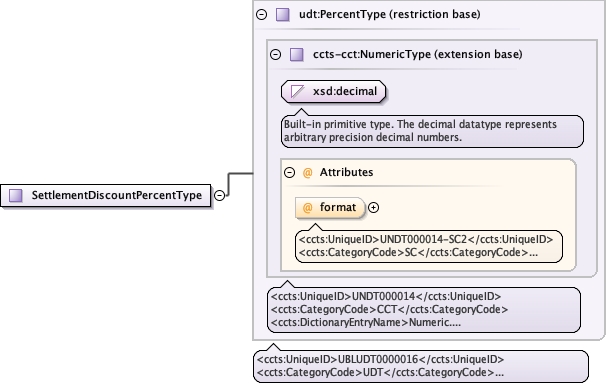 udt:PercentType (restriction base)
ccts-cct:NumericType (extension base)
xsd:decimal
Built-in primitive type. The decimal datatype represents
arbitrary precision decimal numbers.
@ Attributes
@ format
<ccts:UniqueID>UNDT000014-SC2</ccts:UniqueID>
<ccts:CategoryCode>SC</ccts:CategoryCode>...
SettlementDiscountPercentType
<ccts:UniqueID>UNDT000014</ccts:UniqueID>
<ccts:CategoryCode>CCT</ccts:CategoryCode>
<ccts:DictionaryEntryName>Numeric....
<ccts:UniqueID>UBLUDT0000016</ccts:UniqueID>
<ccts:CategoryCode>UDT</ccts:CategoryCode>...